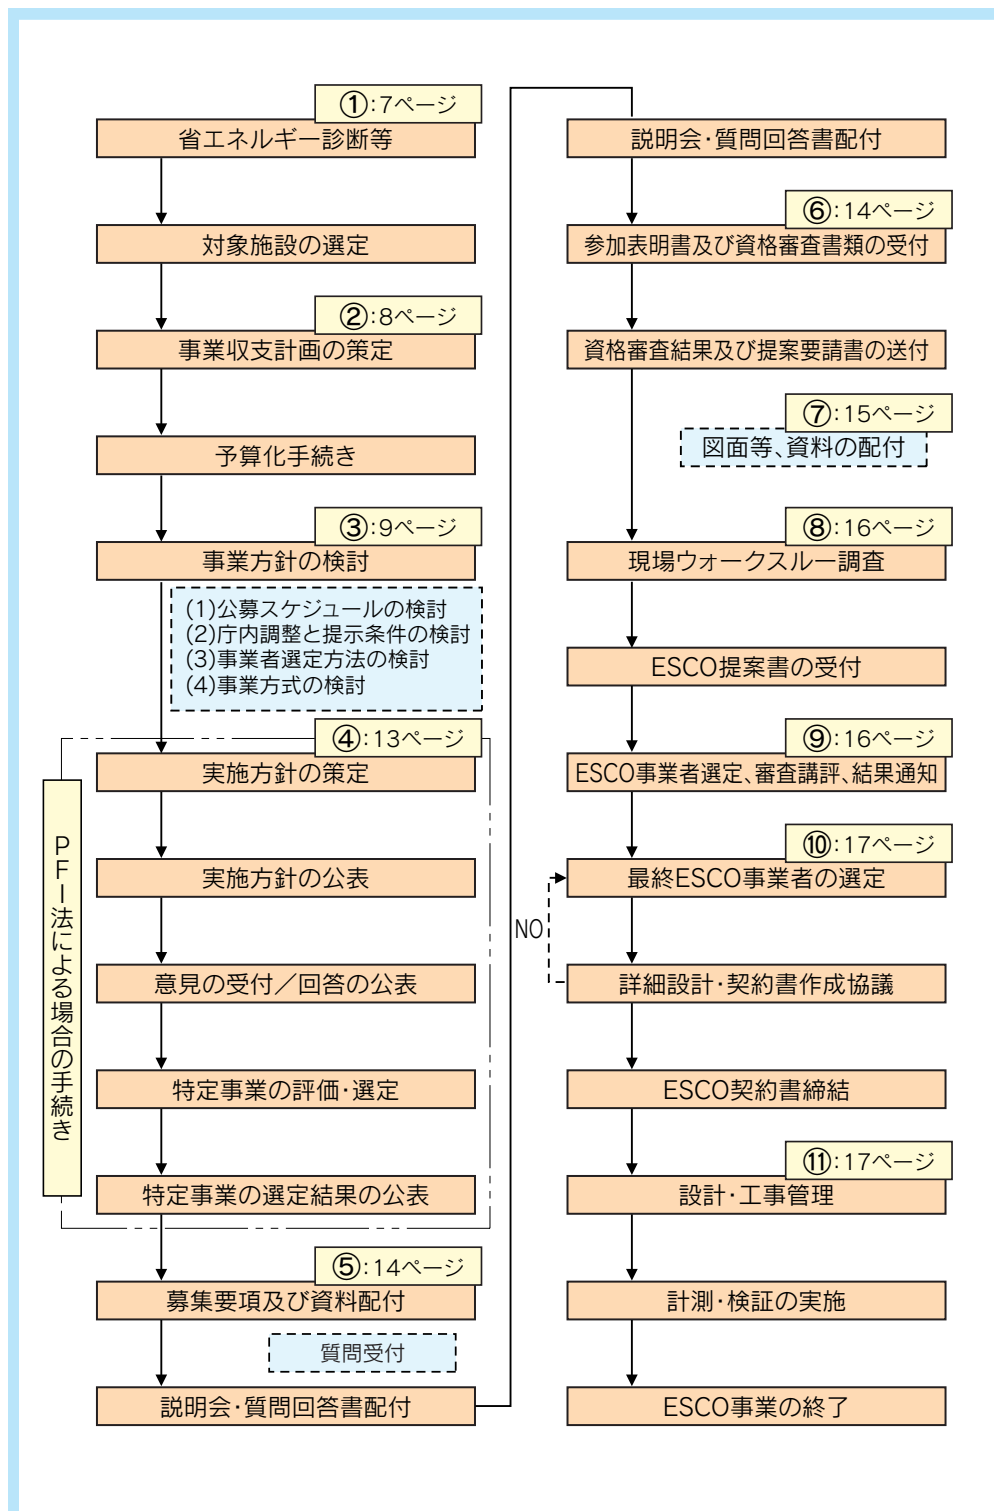 ①:7ページ
省エネルギー診断等
対象施設の選定
②:8ページ
事業収支計画の策定
予算化手続き
③:9ページ
事業方針の検討
(1)公募スケジュールの検討
(2)庁内調整と提示条件の検討
(3)事業者選定方法の検討
(4)事業方式の検討
PFI法による場合の手続き
④:13ページ
実施方針の策定
実施方針の公表
意見の受付／回答の公表
特定事業の評価・選定
特定事業の選定結果の公表
⑤:14ページ
募集要項及び資料配付
質問受付
説明会・質問回答書配付
説明会・質問回答書配付
⑥:14ページ
参加表明書及び資格審査書類の受付
資格審査結果及び提案要請書の送付
⑦:15ページ
図面等、資料の配付
⑧:16ページ
現場ウォークスルー調査
ESCO提案書の受付
⑨:16ページ
ESCO事業者選定、審査講評、結果通知
⑩:17ページ
最終ESCO事業者の選定
NO
詳細設計・契約書作成協議
ESCO契約書締結
⑪:17ページ
設計・工事管理
計測・検証の実施
ESCO事業の終了